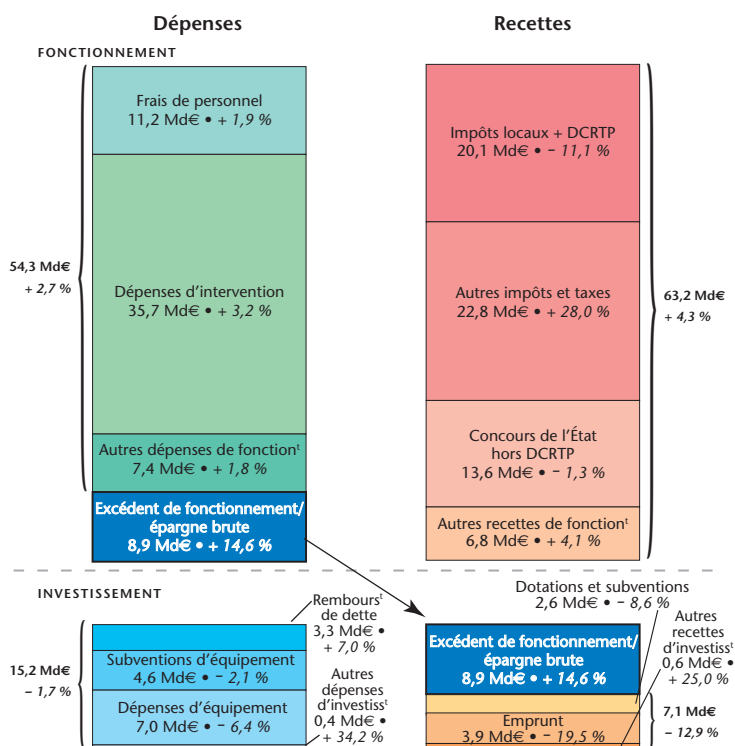 Dépenses
Recettes
FONCTIONNEMENT
Frais de personnel
11,2 Md€ • + 1,9 %
Dépenses d'intervention
35,7 Md€ • + 3,2 %
54,3 Md€
+ 2,7 %
Autres dépenses de fonctionᵗ
7,4 Md€ • + 1,8 %
Excédent de fonctionnement/
épargne brute
8,9 Md€ • + 14,6 %
Impôts locaux + DCRTP
20,1 Md€ • – 11,1 %
Autres impôts et taxes
22,8 Md€ • + 28,0 %
63,2 Md€
+ 4,3 %
Concours de l'État
hors DCRTP
13,6 Md€ • – 1,3 %
Autres recettes de fonctionᵗ
6,8 Md€ • + 4,1 %
INVESTISSEMENT
Remboursᵗ
de dette
3,3 Md€ •
+ 7,0 %
15,2 Md€
– 1,7 %
Subventions d'équipement
4,6 Md€ • – 2,1 %
Dépenses d'équipement
7,0 Md€ • – 6,4 %
Autres
dépenses
d'investissᵗ
0,4 Md€ •
+ 34,2 %
Dotations et subventions
2,6 Md€ • – 8,6 %
Autres
recettes
d'investissᵗ
0,6 Md€ •
+ 25,0 %
Excédent de fonctionnement/
épargne brute
8,9 Md€ • + 14,6 %
Emprunt
3,9 Md€ • – 19,5 %
7,1 Md€
– 12,9 %